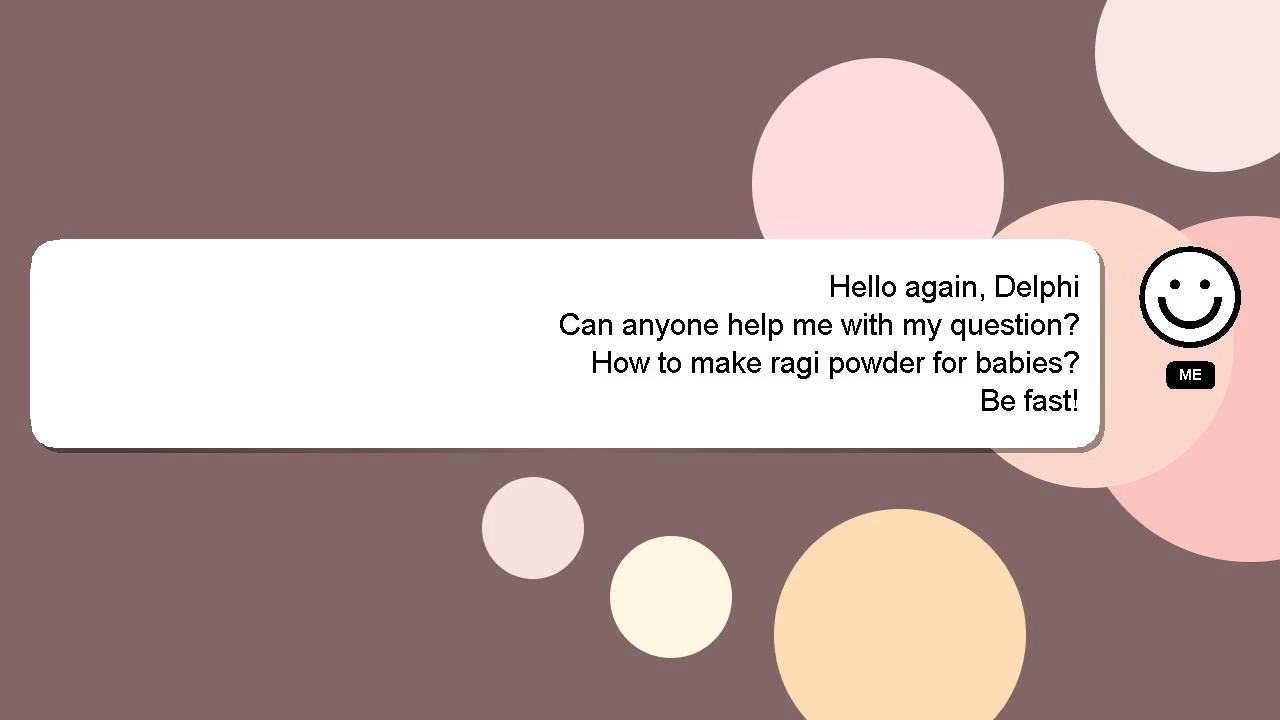 Hello again, Delphi
Can anyone help me with my question?
How to make ragi powder for babies?
Be fast!
ME